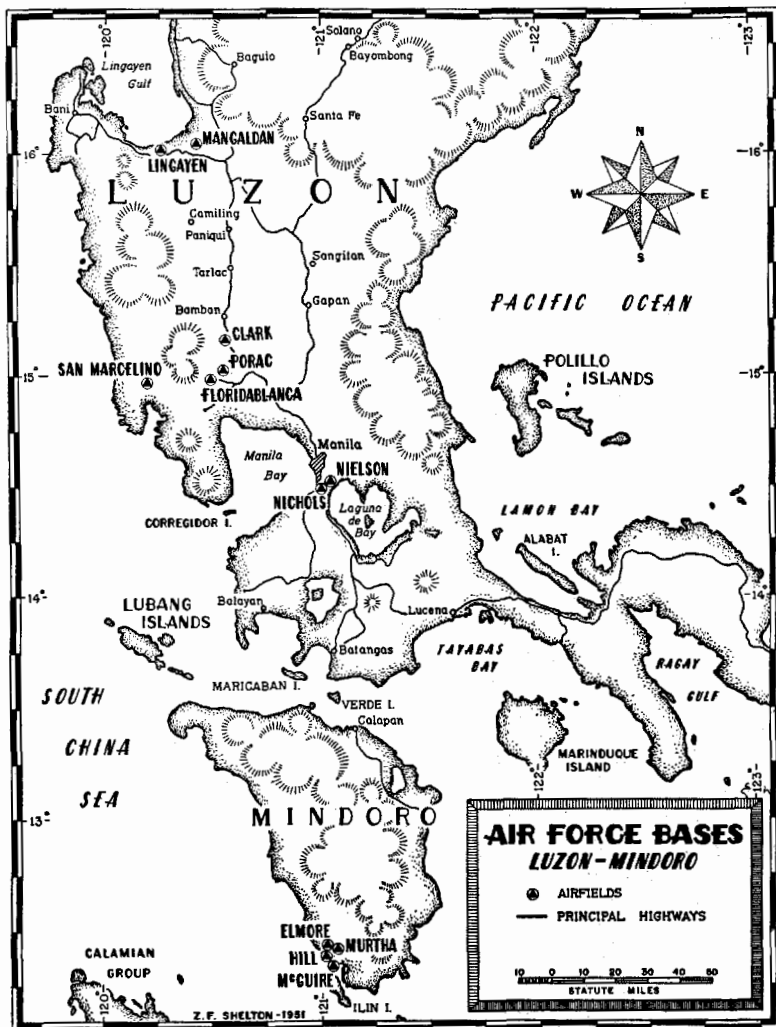 120
121
122
123
Solano
Lingayen
Gulf
Baguio
Bayombong
Bani
Santa Fe
MANGALDAN
LINGAYEN
16
16
N
W
E
S
LUZON
Camiling
Paniqui
Sangitan
Tarlac
PACIFIC OCEAN
Gapan
Bamban
CLARK
POLILLO
ISLANDS
SAN MARCELINO
PORAC
15
15
FLORIDABLANCA
Manila
Manila
Bay
NIELSON
NICHOLS
Laguna
de
Bay
LAMON BAY
CORREGIDOR I.
ALABAT
I.
14
14
LUBANG
ISLANDS
Balayan
Lucena
Batangas
TAYABAS
BAY
RAGAY
GULF
MARICABAN I.
SOUTH
CHINA
SEA
VERDE I.
Calapan
MARINDUQUE
ISLAND
122
123
13
MINDORO
AIR FORCE BASES
LUZON-MINDORO
AIRFIELDS
PRINCIPAL HIGHWAYS
10 0 10 20 30 40 50
STATUTE MILES
ELMORE
MURTHA
HILL
McGUIRE
CALAMIAN
GROUP
120
121
ILIN I.
Z.F. SHELTON-1951